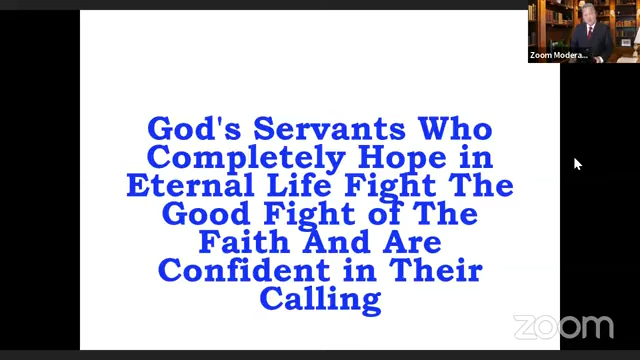 Zoom Modera...
God's Servants Who
Completely Hope in
Eternal Life Fight The
Good Fight of The
Faith And Are
Confident in Their
Calling
zoom